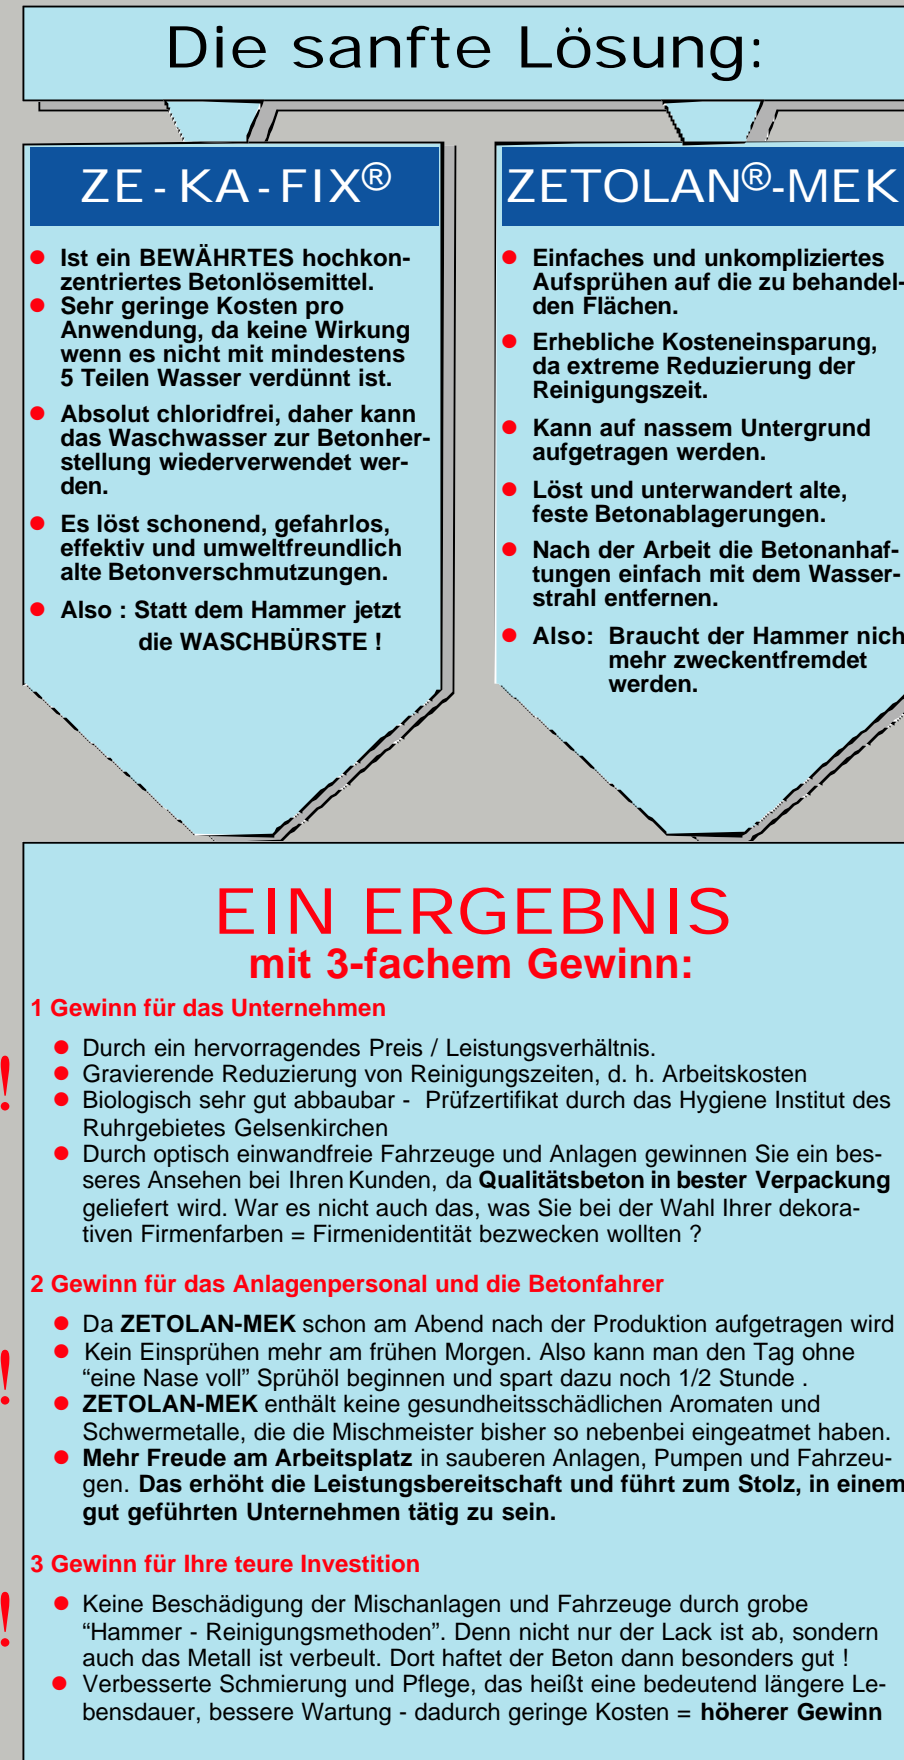 Die sanfte Lösung:
ZE-KA-FIX®
● Ist ein BEWÄHRTES hochkon-
zentriertes Betonlösemittel.
● Sehr geringe Kosten pro
Anwendung, da keine Wirkung
wenn es nicht mit mindestens
5 Teilen Wasser verdünnt ist.
● Absolut chloridfrei, daher kann
das Waschwasser zur Betonher-
stellung wiederverwendet wer-
den.
● Es löst schonend, gefahrlos,
effektiv und umweltfreundlich
alte Betonverschmutzungen.
● Also : Statt dem Hammer jetzt
die WASCHBÜRSTE !
ZETOLAN®-MEK
● Einfaches und unkompliziertes
Aufsprühen auf die zu behandel-
den Flächen.
● Erhebliche Kosteneinsparung,
da extreme Reduzierung der
Reinigungszeit.
● Kann auf nassem Untergrund
aufgetragen werden.
● Löst und unterwandert alte,
feste Betonablagerungen.
● Nach der Arbeit die Betonanhaf-
tungen einfach mit dem Wasser-
strahl entfernen.
● Also: Braucht der Hammer nich
mehr zweckentfremdet
werden.
EIN ERGEBNIS
mit 3-fachem Gewinn:
1 Gewinn für das Unternehmen
● Durch ein hervorragendes Preis / Leistungsverhältnis.
! ● Gravierende Reduzierung von Reinigungszeiten, d. h. Arbeitskosten
● Biologisch sehr gut abbaubar - Prüfzertifikat durch das Hygiene Institut des
Ruhrgebietes Gelsenkirchen
● Durch optisch einwandfreie Fahrzeuge und Anlagen gewinnen Sie ein bes-
seres Ansehen bei Ihren Kunden, da Qualitätsbeton in bester Verpackung
geliefert wird. War es nicht auch das, was Sie bei der Wahl Ihrer dekora-
tiven Firmenfarben = Firmenidentität bezwecken wollten ?
2 Gewinn für das Anlagenpersonal und die Betonfahrer
● Da ZETOLAN-MEK schon am Abend nach der Produktion aufgetragen wird
● Kein Einsprühen mehr am frühen Morgen. Also kann man den Tag ohne
! “eine Nase voll” Sprühöl beginnen und spart dazu noch 1/2 Stunde .
● ZETOLAN-MEK enthält keine gesundheitsschädlichen Aromaten und
Schwermetalle, die die Mischmeister bisher so nebenbei eingeatmet haben.
● Mehr Freude am Arbeitsplatz in sauberen Anlagen, Pumpen und Fahrzeu-
gen. Das erhöht die Leistungsbereitschaft und führt zum Stolz, in einem
gut geführten Unternehmen tätig zu sein.
3 Gewinn für Ihre teure Investition
● Keine Beschädigung der Mischanlagen und Fahrzeuge durch grobe
! “Hammer - Reinigungsmethoden”. Denn nicht nur der Lack ist ab, sondern
auch das Metall ist verbeult. Dort haftet der Beton dann besonders gut !
● Verbesserte Schmierung und Pflege, das heißt eine bedeutend längere Le-
bensdauer, bessere Wartung - dadurch geringe Kosten = höherer Gewinn